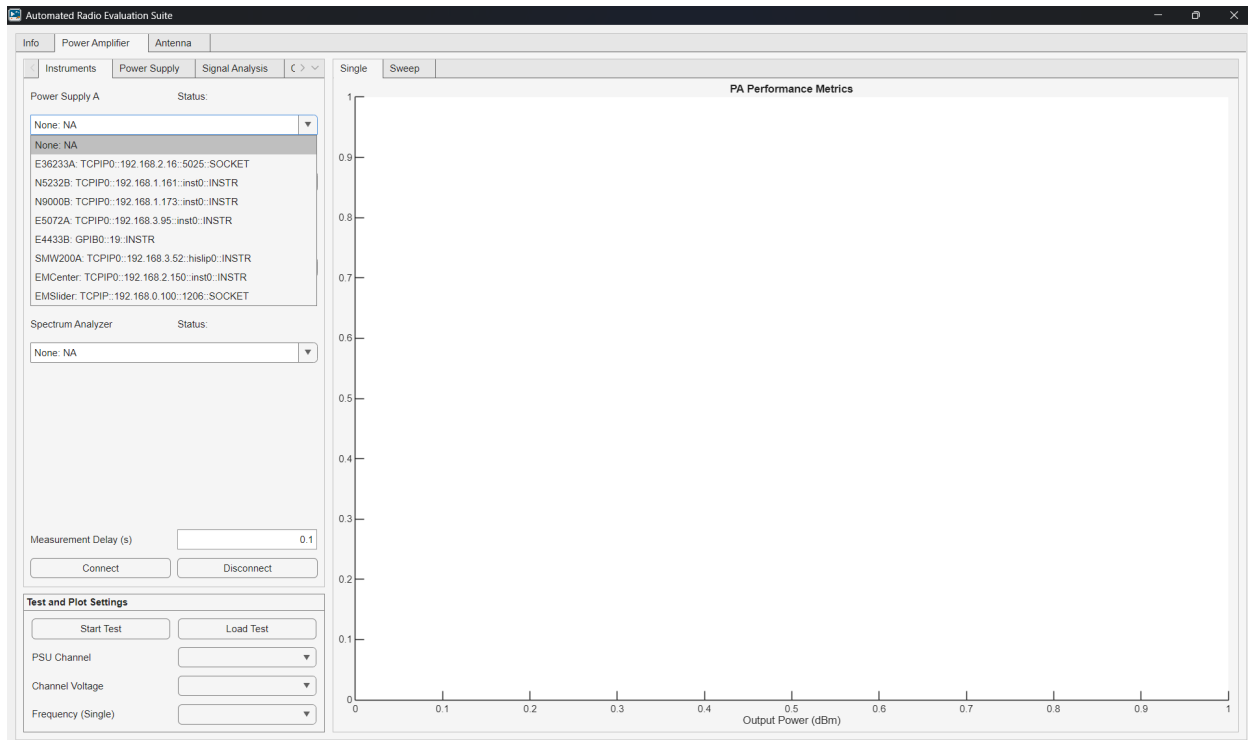 Automated Radio Evaluation Suite
Info Power Amplifier Antenna
Instruments Power Supply Signal Analysis
Power Supply A Status:
None: NA
None: NA
E36233A: TCPIP0::192.168.2.16::5025::SOCKET
N5232B: TCPIP0::192.168.1.161::inst0::INSTR
N9000B: TCPIP0::192.168.1.173::inst0::INSTR
E5072A: TCPIP0::192.168.3.95::inst0::INSTR
E4433B: GPIB0::19::INSTR
SMW200A: TCPIP0::192.168.3.52::hislip0::INSTR
EMCenter: TCPIP0::192.168.2.150::inst0::INSTR
EMSlider: TCPIP::192.168.0.100::1206::SOCKET
Spectrum Analyzer Status:
None: NA
Measurement Delay (s) 0.1
Connect Disconnect
Test and Plot Settings
Start Test Load Test
PSU Channel
Channel Voltage
Frequency (Single)
Single Sweep
PA Performance Metrics
1
0.9
0.8
0.7
0.6
0.5
0.4
0.3
0.2
0.1
0
0 0.1 0.2 0.3 0.4 0.5 0.6 0.7 0.8 0.9 1
Output Power (dBm)